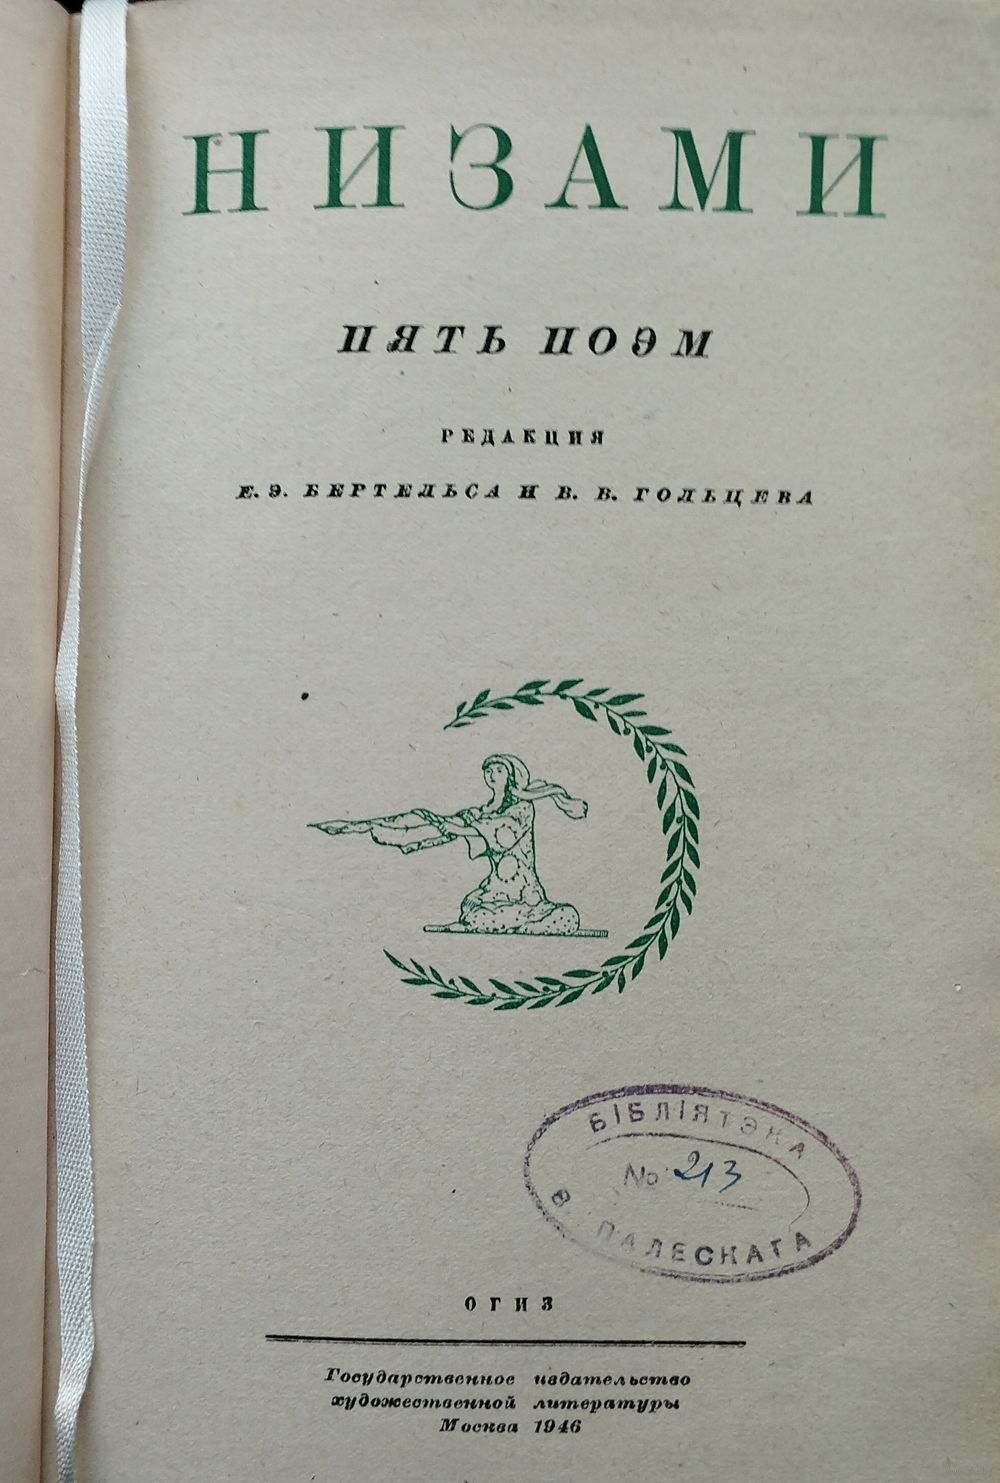 НИЗАМИ
ПЯТЬ ПОЭМ
РЕДАКЦИЯ
Е. Э. БЕРТЕЛЬСА И В. В. ГОЛЬЦЕВА
БІБЛІЯТЭКА
№ 213
В. ПАЛЕСКАГА
ОГИЗ
Государственное издательство
художественной литературы
Москва 1946